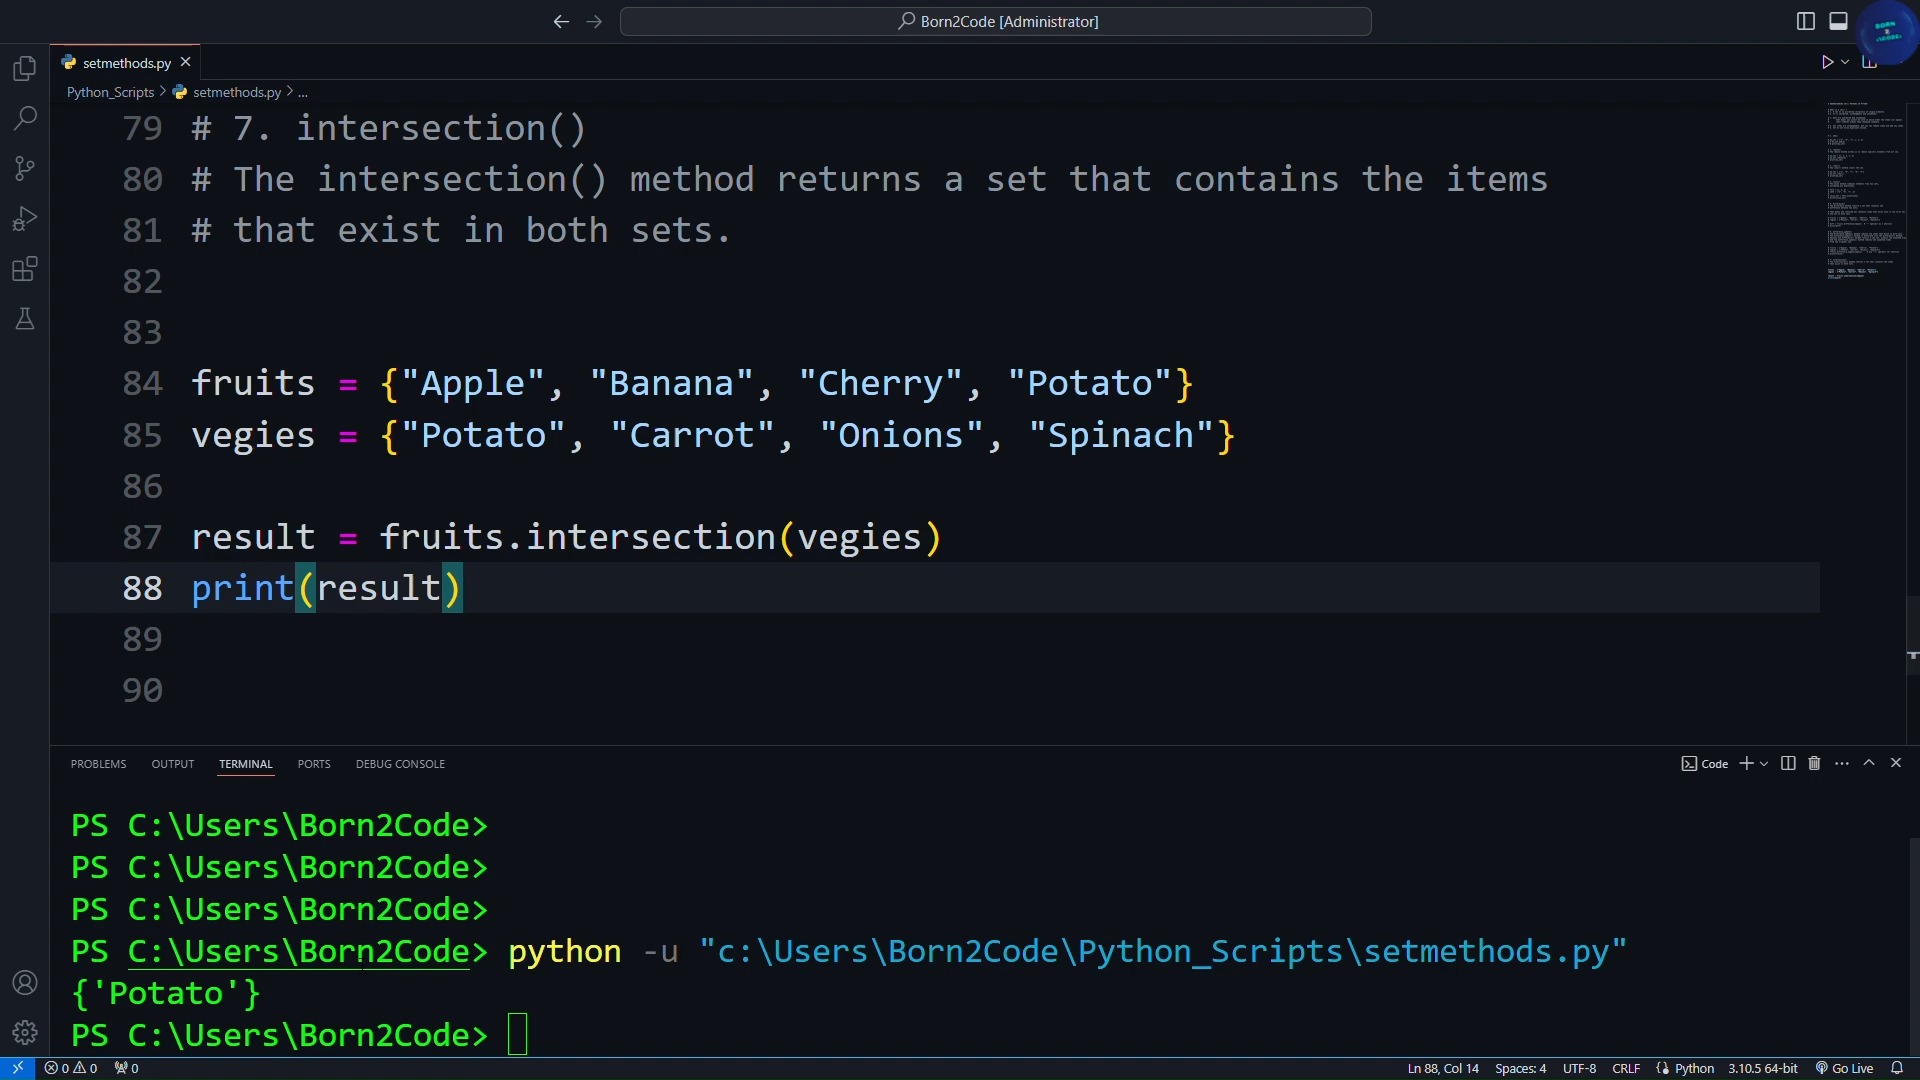 Born2Code [Administrator]
setmethods.py
Python_Scripts > setmethods.py > ...
79 # 7. intersection()
80 # The intersection() method returns a set that contains the items
81 # that exist in both sets.
82
83
84 fruits = {"Apple", "Banana", "Cherry", "Potato"}
85 vegies = {"Potato", "Carrot", "Onions", "Spinach"}
86
87 result = fruits.intersection(vegies)
88 print(result)
89
90
PROBLEMS OUTPUT TERMINAL PORTS DEBUG CONSOLE Code
PS C:\Users\Born2Code>
PS C:\Users\Born2Code>
PS C:\Users\Born2Code>
PS C:\Users\Born2Code> python -u "c:\Users\Born2Code\Python_Scripts\setmethods.py"
{'Potato'}
PS C:\Users\Born2Code>
0 0 0 Ln 88, Col 14 Spaces: 4 UTF-8 CRLF Python 3.10.5 64-bit Go Live